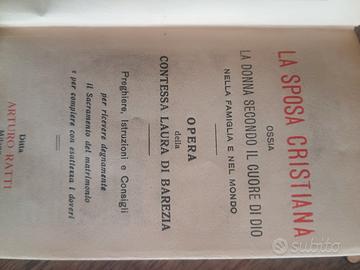 LA SPOSA CRISTIANA
OSSIA
LA DONNA SECONDO IL CUORE DI DIO
NELLA FAMIGLIA E NEL MONDO
OPERA
della
CONTESSA LAURA DI BAREZIA
Preghiere, Istruzioni e Consigli
per ricevere degnamente
il Sacramento del matrimonio
e per compiere con esattezza i doveri
Ditta
ARTURO RATTI
Milano
subito